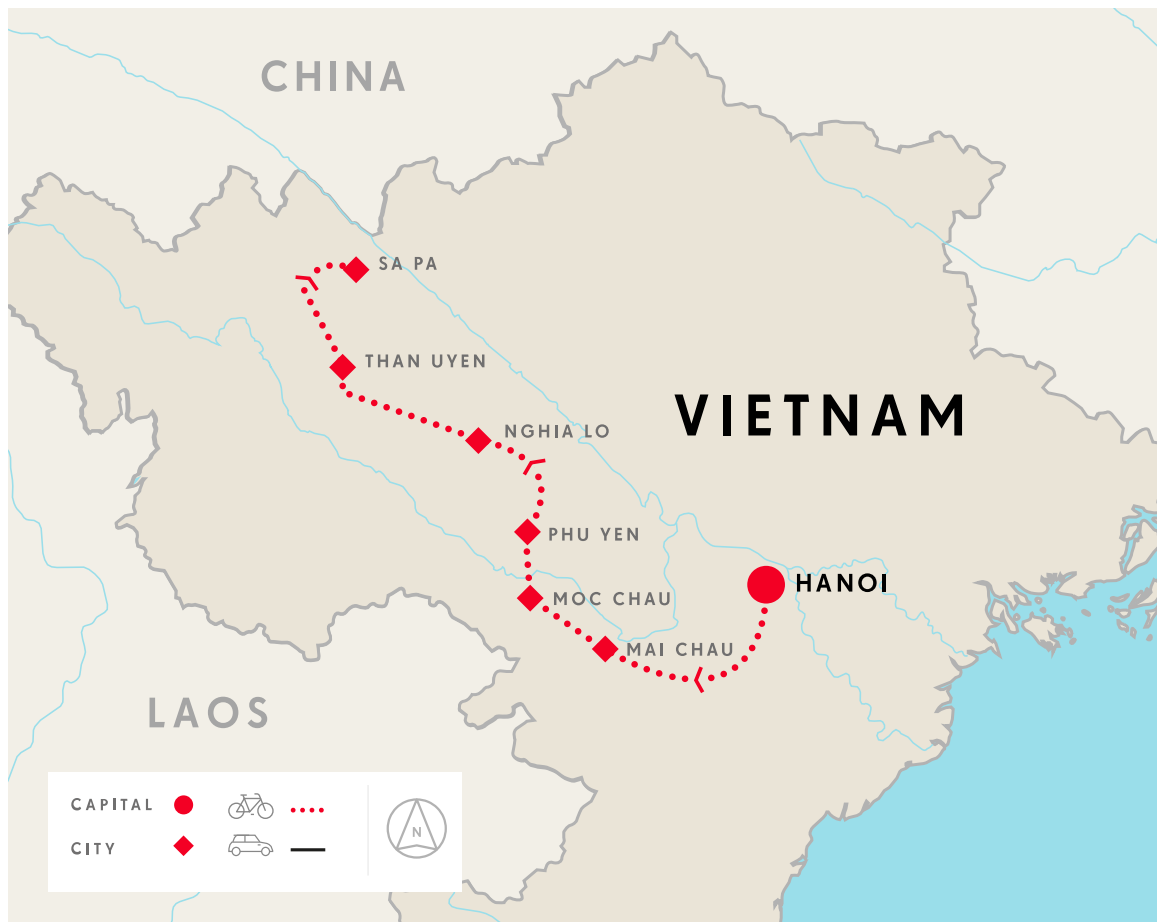 CHINA
SA PA
THAN UYEN
VIETNAM
NGHIA LO
PHU YEN
HANOI
MOC CHAU
MAI CHAU
LAOS
CAPITAL
CITY
N